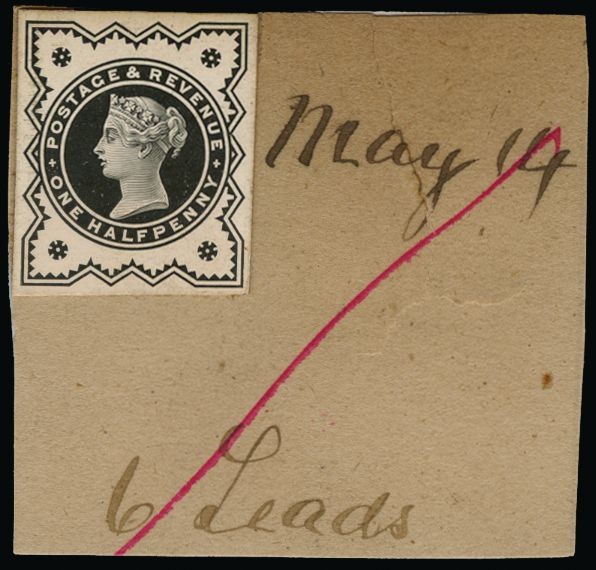 POSTAGE & REVENUE
ONE HALFPENNY
May 14
6 Leads